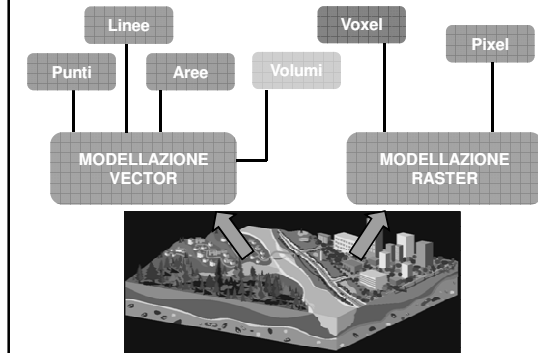 Linee
Voxel
Pixel
Punti
Aree
Volumi
MODELLAZIONE
VECTOR
MODELLAZIONE
RASTER